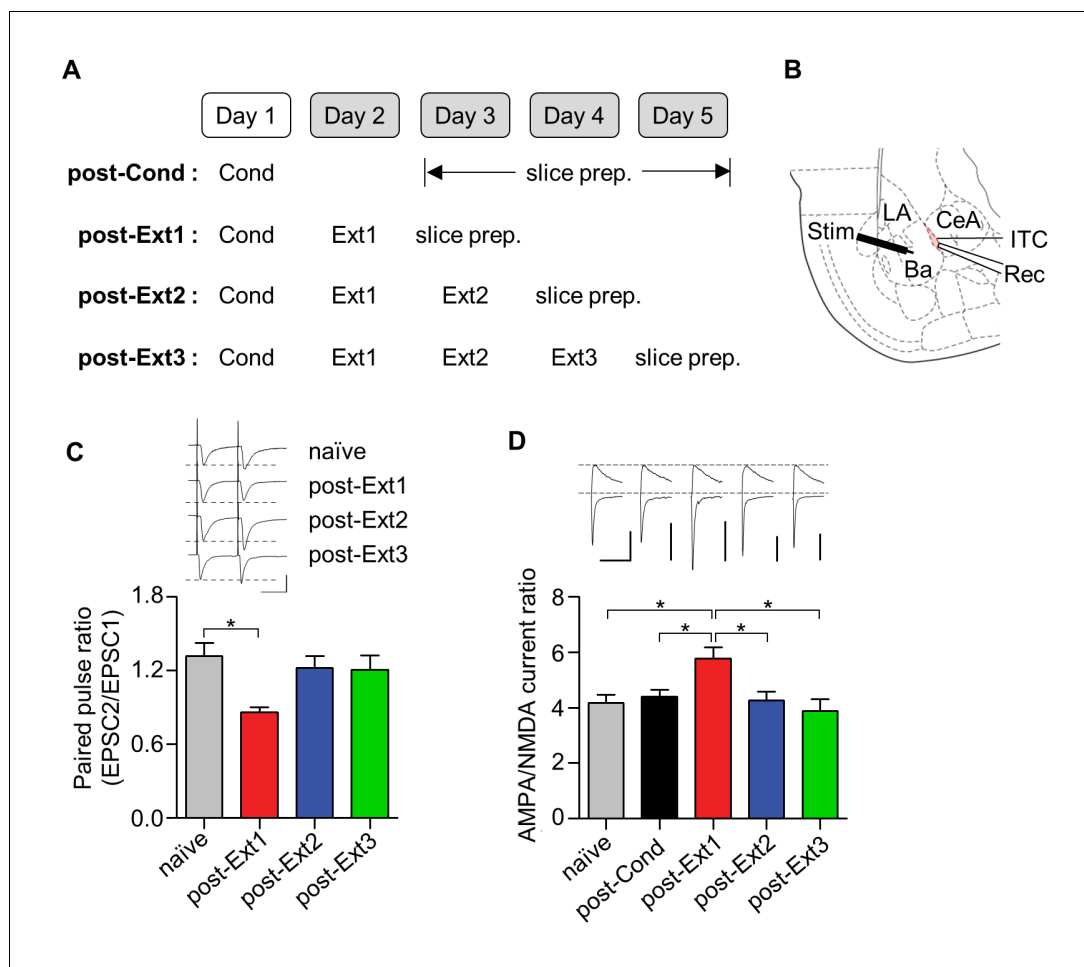 A
Day 1 Day 2 Day 3 Day 4 Day 5
post-Cond : Cond slice prep.
post-Ext1 : Cond Ext1 slice prep.
post-Ext2 : Cond Ext1 Ext2 slice prep.
post-Ext3 : Cond Ext1 Ext2 Ext3 slice prep.
B
LA CeA
Stim ITC
Ba Rec
C
naïve
post-Ext1
post-Ext2
post-Ext3
Paired pulse ratio
(EPSC2/EPSC1)
1.8
1.2
0.6
0.0
*
naïve post-Ext1 post-Ext2 post-Ext3
D
AMPA/NMDA current ratio
8
6
4
2
0
* *
* *
naïve post-Cond post-Ext1 post-Ext2 post-Ext3